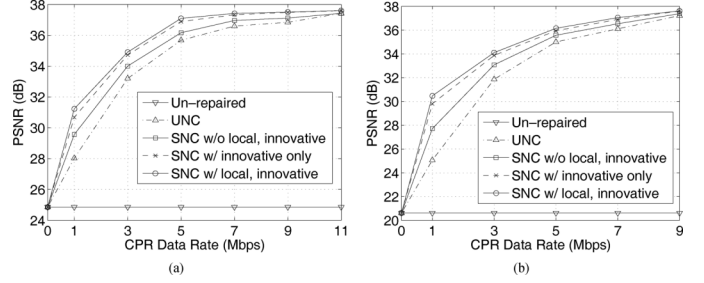 38
36
34
32
30
28
26
24
PSNR (dB)
0 1 3 5 7 9 11
CPR Data Rate (Mbps)
Un–repaired
UNC
SNC w/o local, innovative
SNC w/ innovative only
SNC w/ local, innovative
(a)
38
36
34
32
30
28
26
24
22
20
PSNR (dB)
0 1 3 5 7 9
CPR Data Rate (Mbps)
Un–repaired
UNC
SNC w/o local, innovative
SNC w/ innovative only
SNC w/ local, innovative
(b)